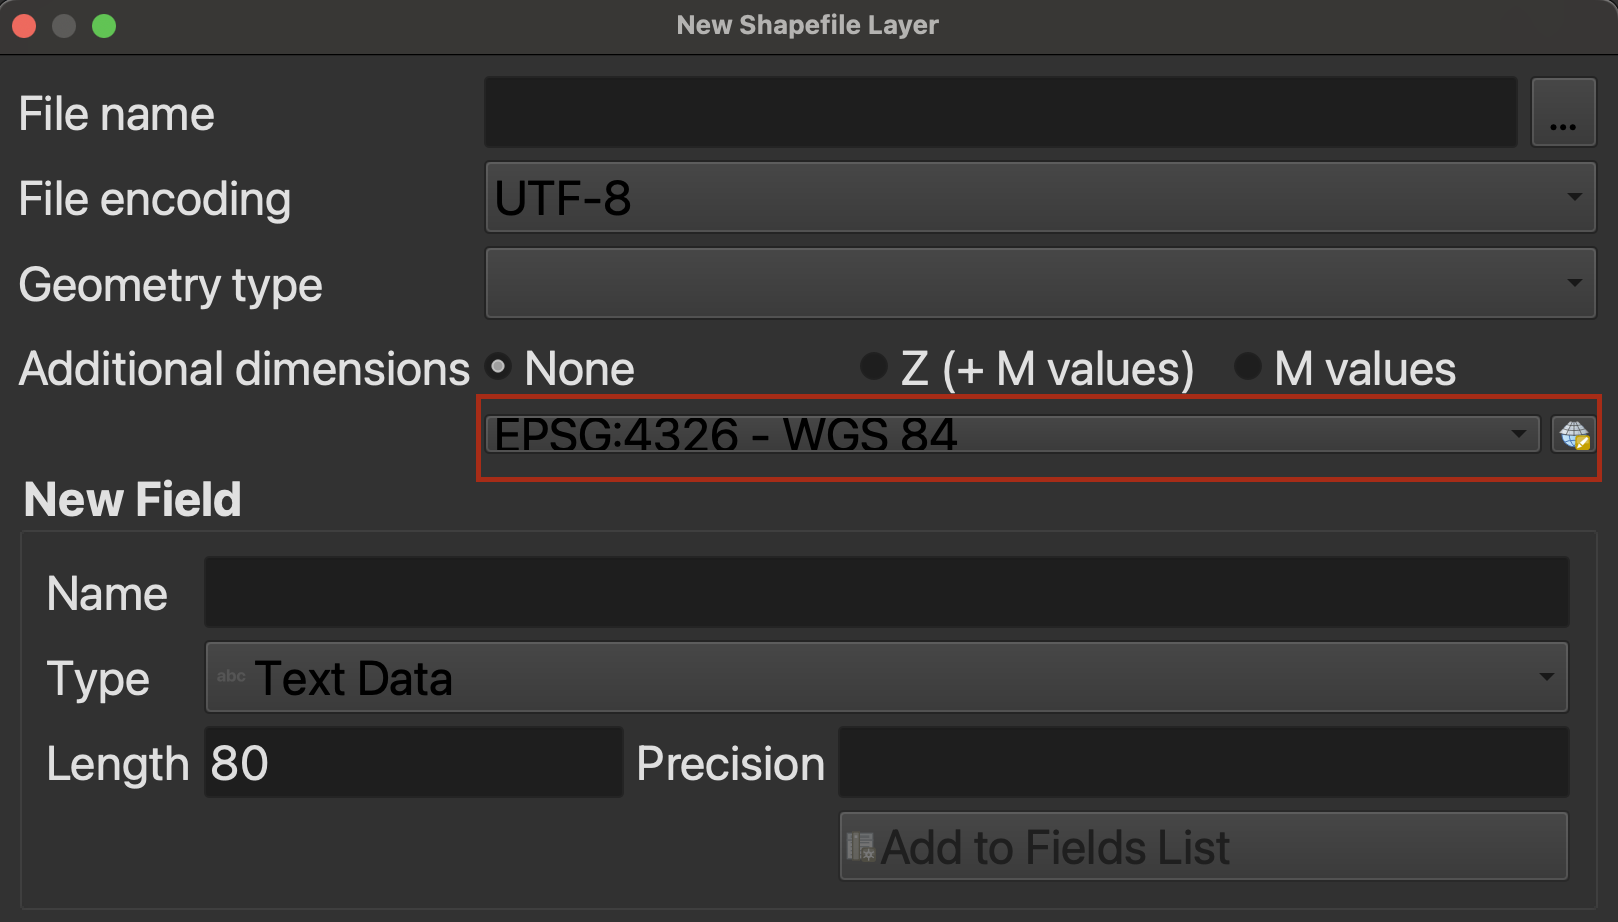 New Shapefile Layer
File name
...
File encoding UTF-8
Geometry type
Additional dimensions None Z (+ M values) M values
EPSG:4326 - WGS 84
New Field
Name
Type abc Text Data
Length 80 Precision
Add to Fields List